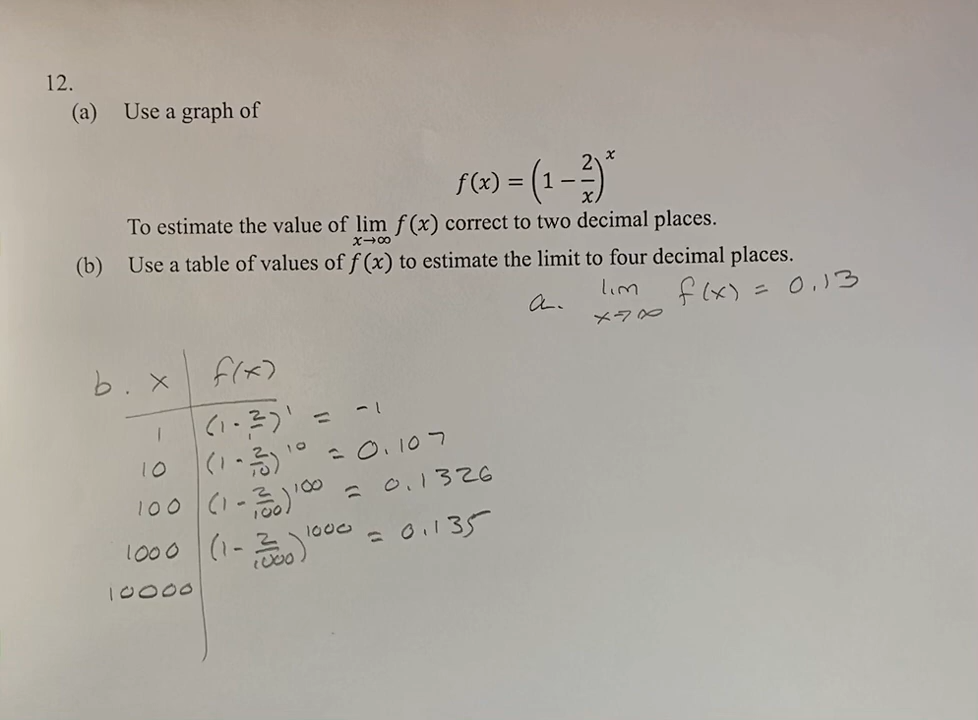 12.
(a) Use a graph of
f(x) = (1 − 2/x)^x
To estimate the value of lim x→∞ f(x) correct to two decimal places.
(b) Use a table of values of f(x) to estimate the limit to four decimal places.
a. lim x→∞ f(x) = 0.13
b. x | f(x)
1 | (1 - 2/1)^1 = -1
10 | (1 - 2/10)^10 = 0.107
100 | (1 - 2/100)^100 = 0.1326
1000 | (1 - 2/1000)^1000 = 0.135
10000 |